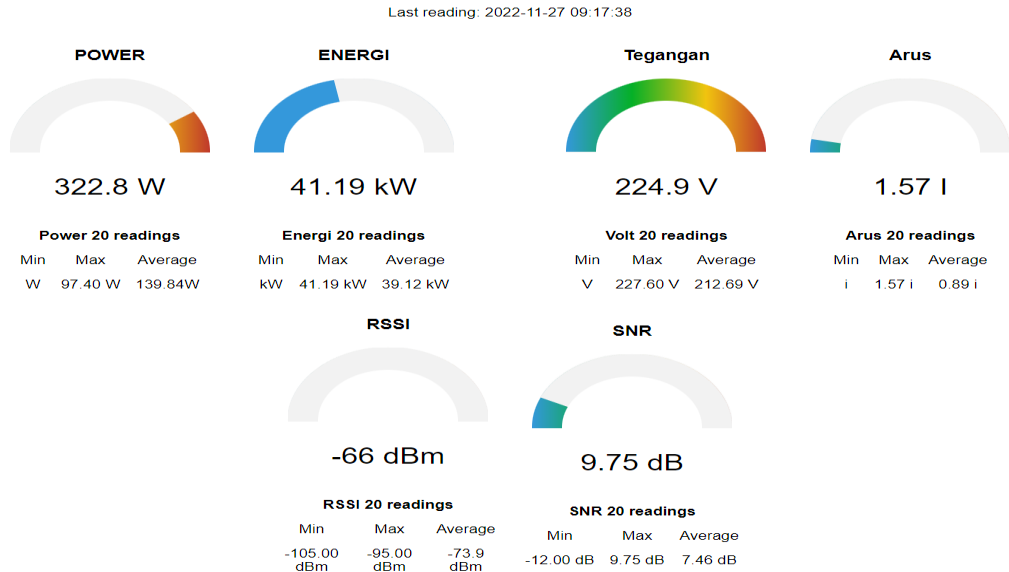 Last reading: 2022-11-27 09:17:38
POWER
322.8 W
Power 20 readings
Min Max Average
W 97.40 W 139.84W
ENERGI
41.19 kW
Energi 20 readings
Min Max Average
kW 41.19 kW 39.12 kW
Tegangan
224.9 V
Volt 20 readings
Min Max Average
V 227.60 V 212.69 V
Arus
1.57 I
Arus 20 readings
Min Max Average
i 1.57 i 0.89 i
RSSI
-66 dBm
RSSI 20 readings
Min Max Average
-105.00 -95.00 -73.9
dBm dBm dBm
SNR
9.75 dB
SNR 20 readings
Min Max Average
-12.00 dB 9.75 dB 7.46 dB